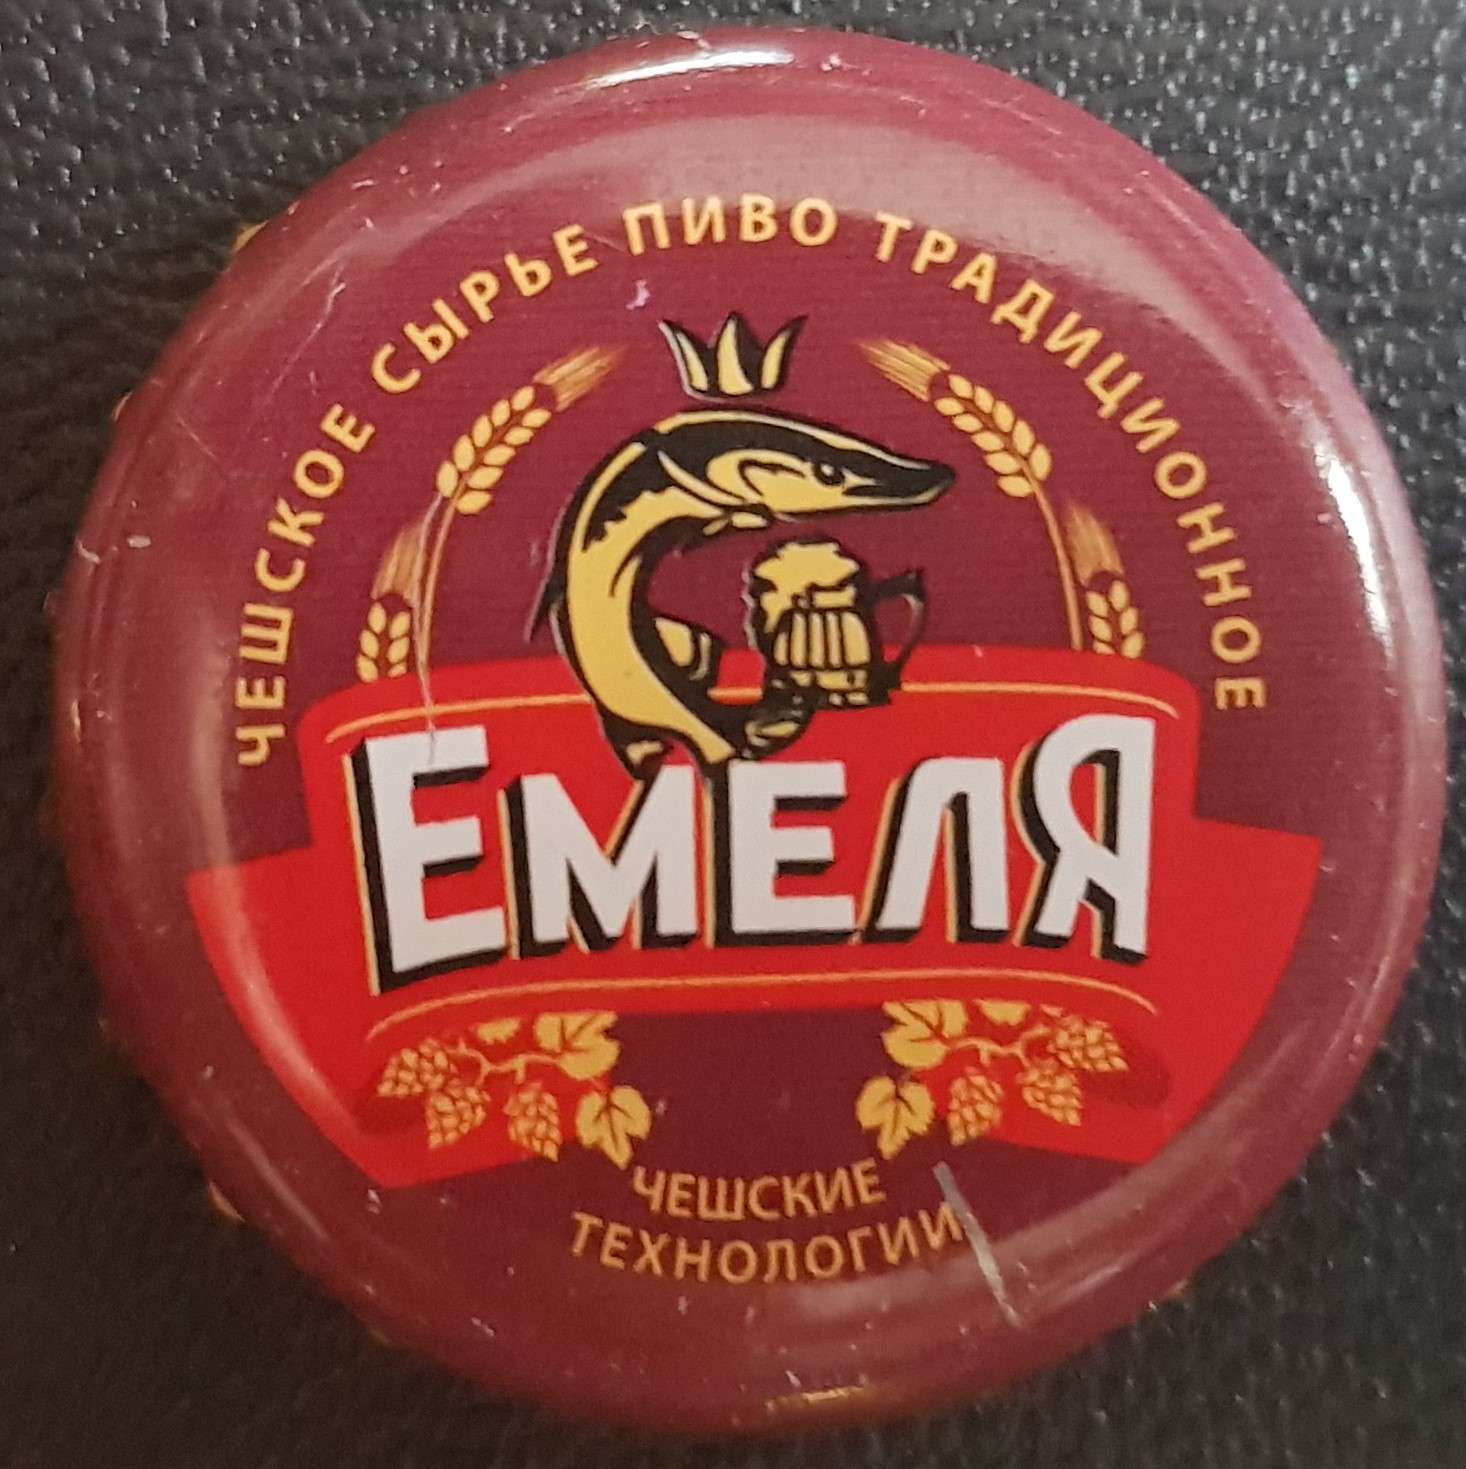 ЧЕШСКОЕ СЫРЬЕ ПИВО ТРАДИЦИОННОЕ
ЕМЕЛЯ
ЧЕШСКИЕ
ТЕХНОЛОГИИ